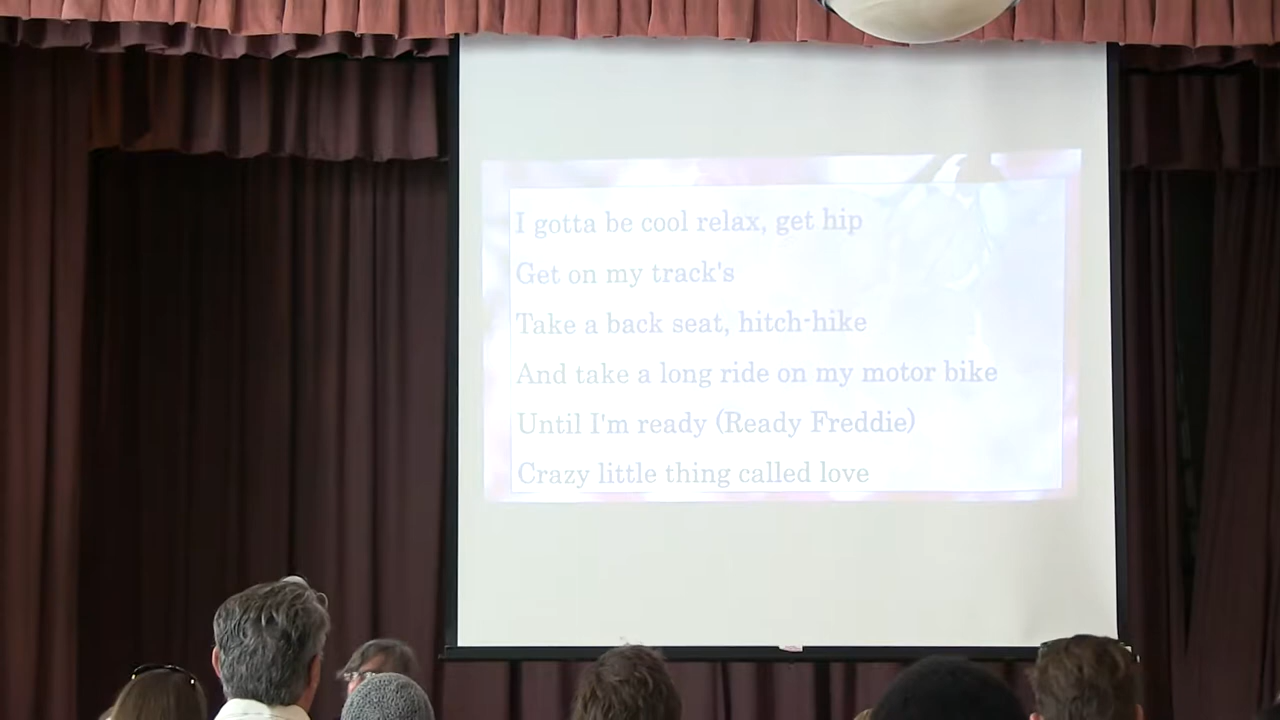 I gotta be cool relax, get hip
Get on my track's
Take a back seat, hitch-hike
And take a long ride on my motor bike
Until I'm ready (Ready Freddie)
Crazy little thing called love